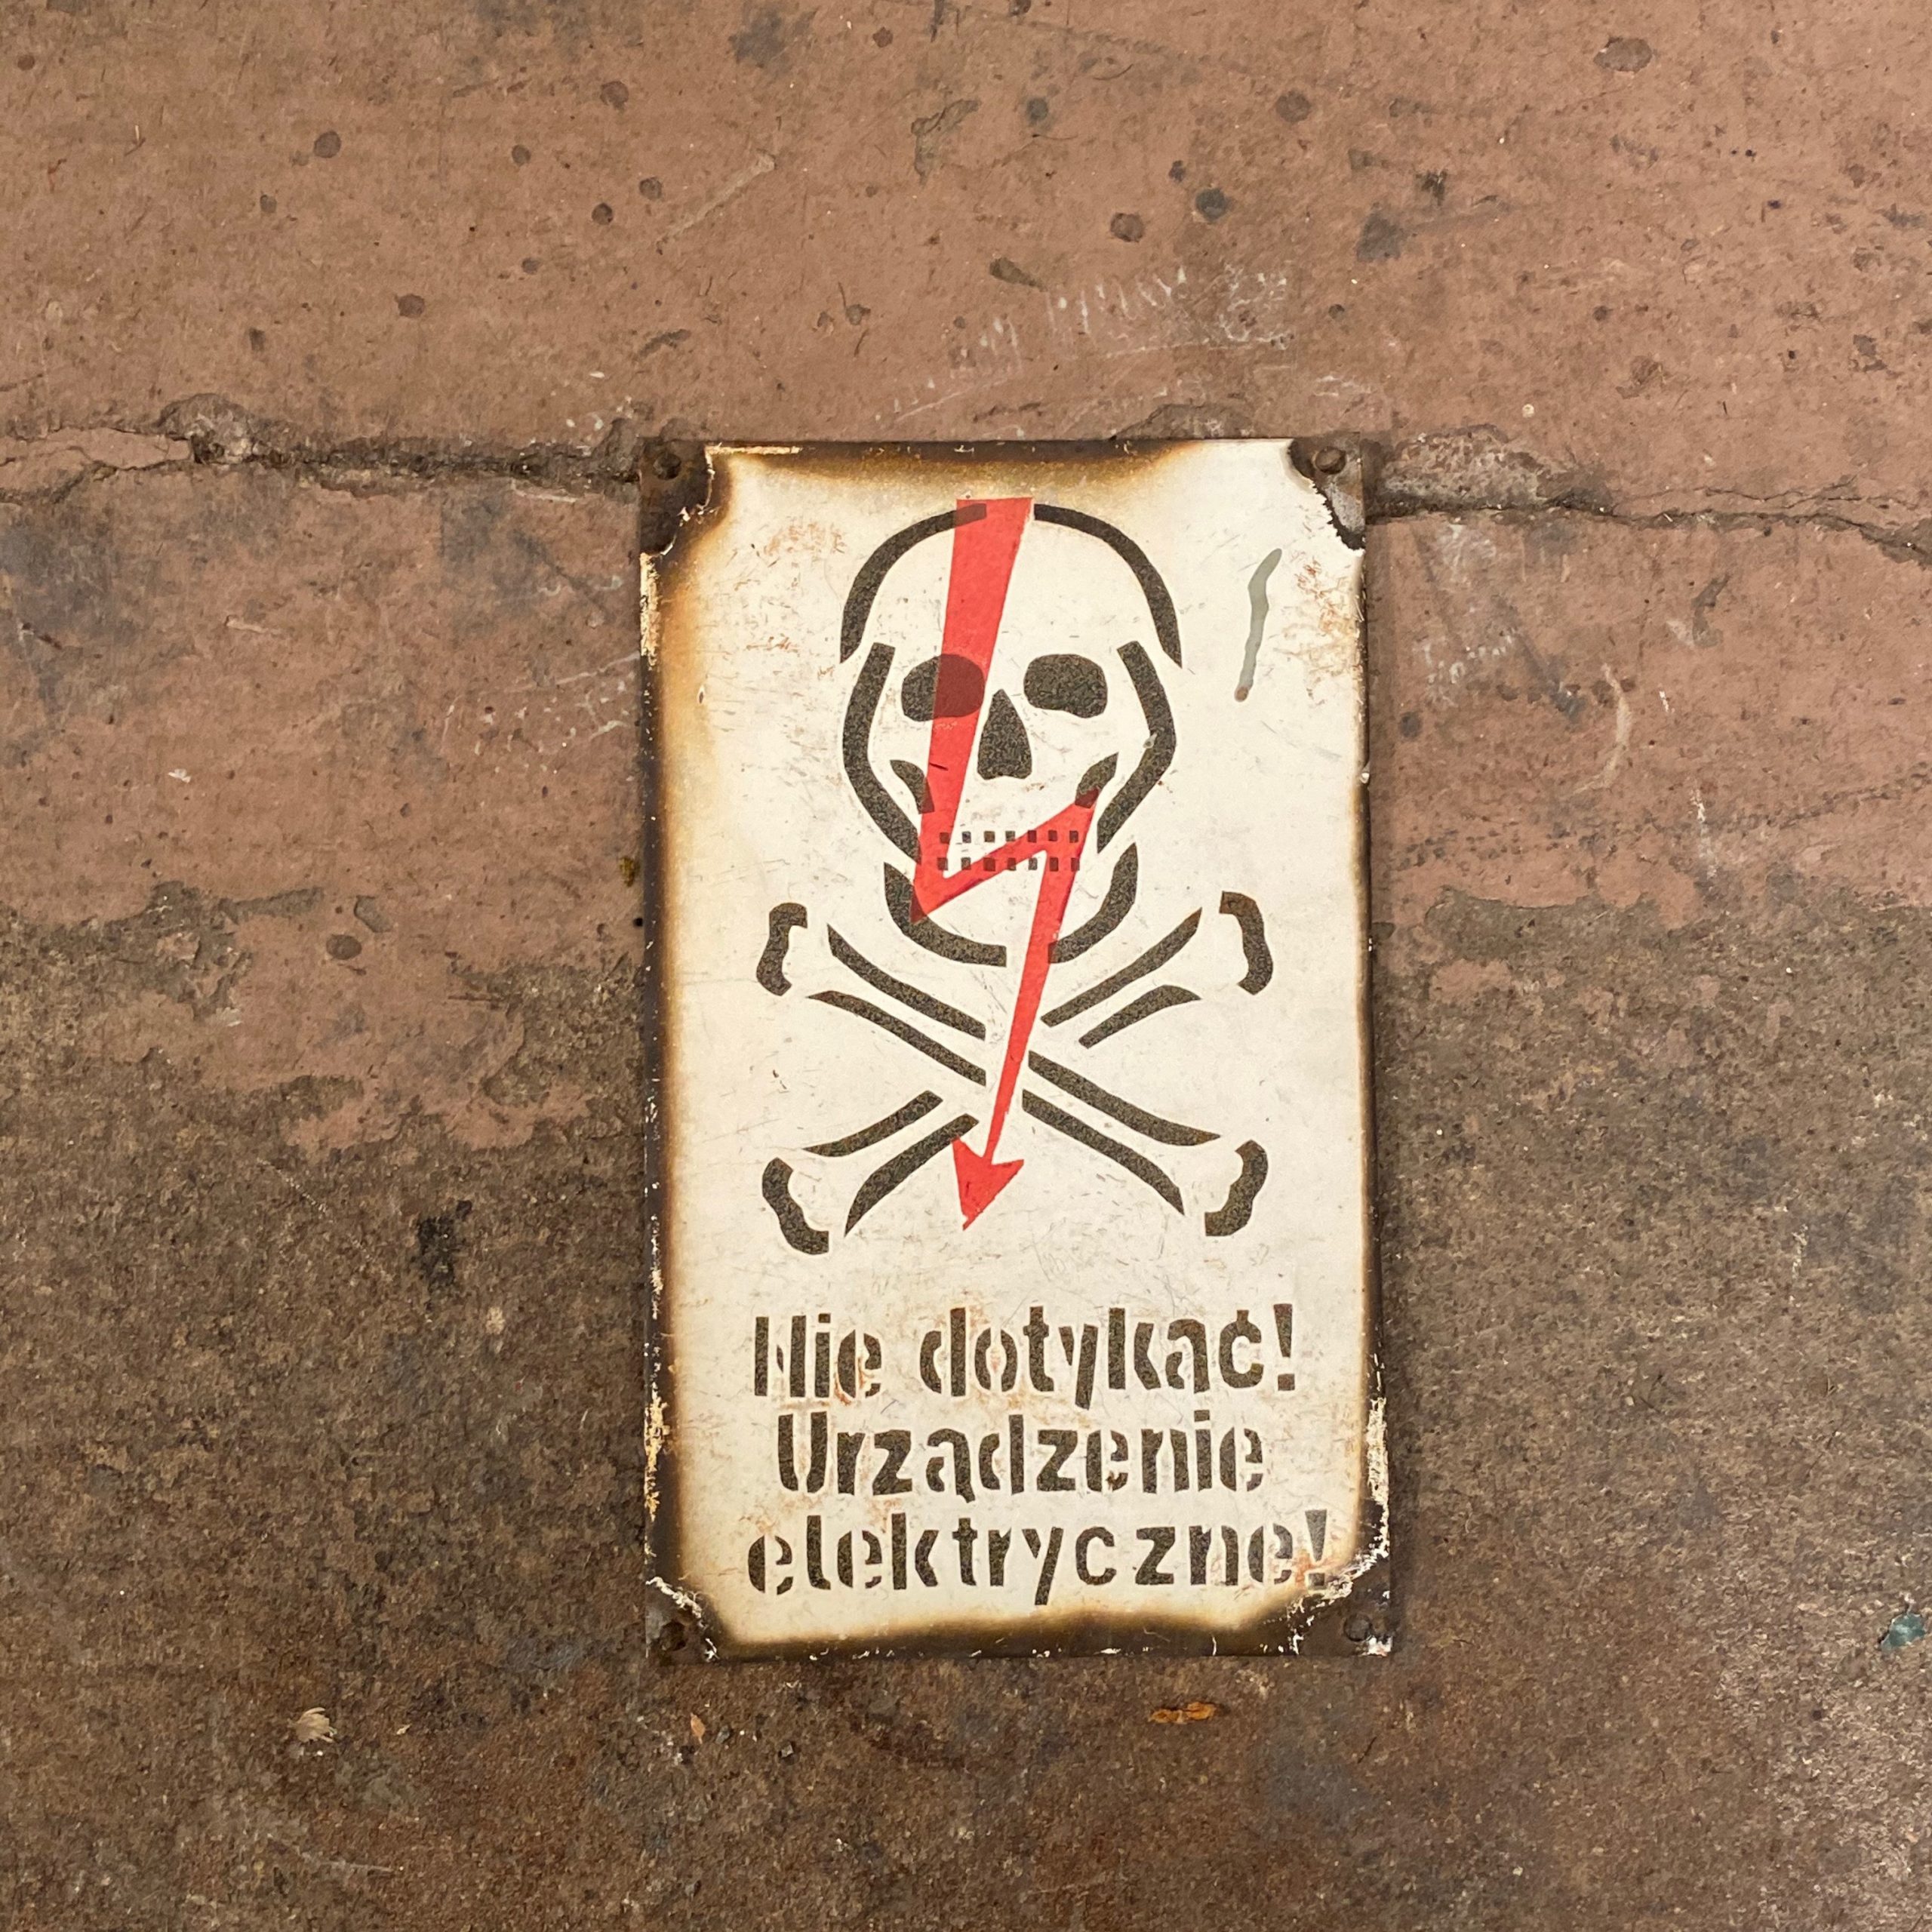 Nie dotykać!
Urządzenie
elektryczne!